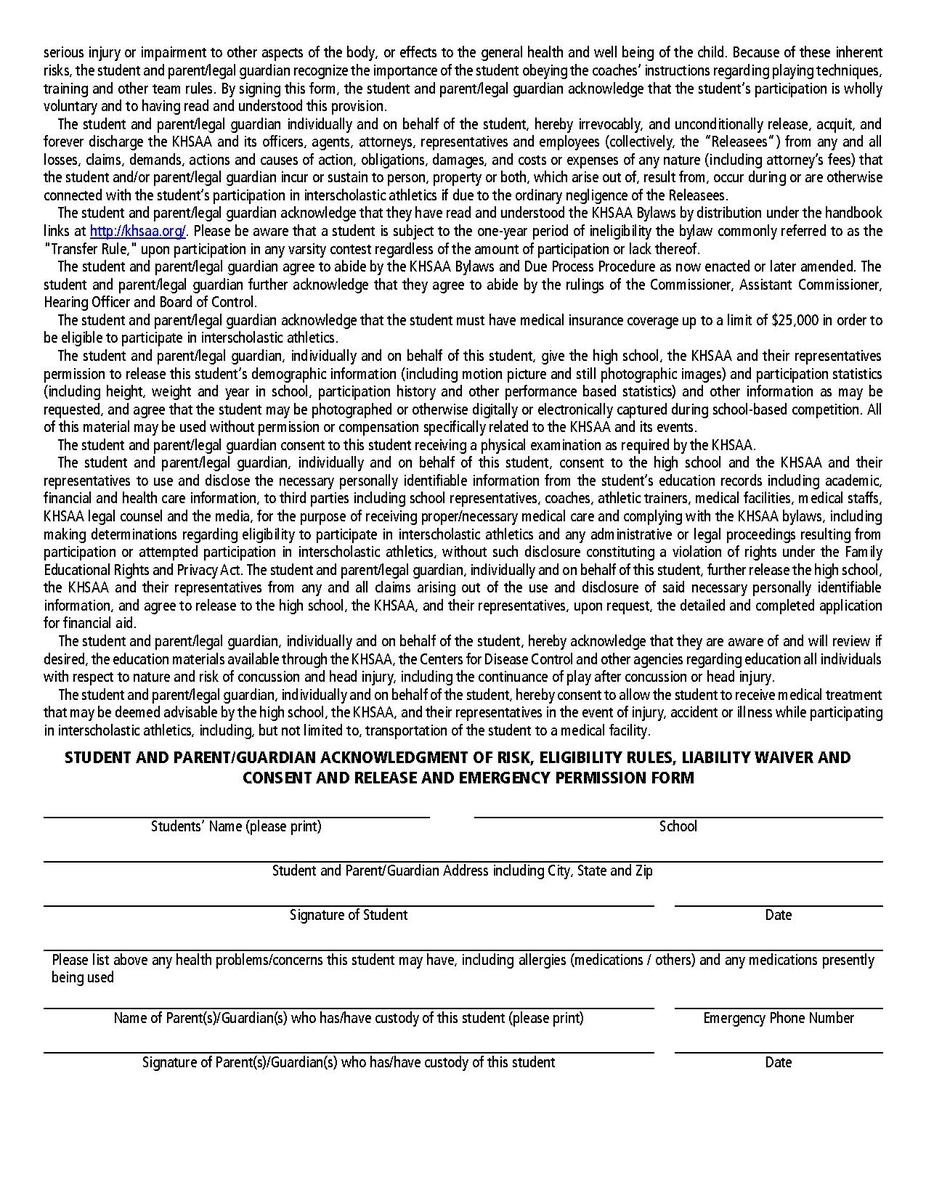 serious injury or impairment to other aspects of the body, or effects to the general health and well being of the child. Because of these inherent
risks, the student and parent/legal guardian recognize the importance of the student obeying the coaches' instructions regarding playing techniques,
training and other team rules. By signing this form, the student and parent/legal guardian acknowledge that the student's participation is wholly
voluntary and to having read and understood this provision.
The student and parent/legal guardian individually and on behalf of the student, hereby irrevocably, and unconditionally release, acquit, and
forever discharge the KHSAA and its officers, agents, attorneys, representatives and employees (collectively, the "Releasees") from any and all
losses, claims, demands, actions and causes of action, obligations, damages, and costs or expenses of any nature (including attorney's fees) that
the student and/or parent/legal guardian incur or sustain to person, property or both, which arise out of, result from, occur during or are otherwise
connected with the student's participation in interscholastic athletics if due to the ordinary negligence of the Releasees.
The student and parent/legal guardian acknowledge that they have read and understood the KHSAA Bylaws by distribution under the handbook
links at http://khsaa.org/. Please be aware that a student is subject to the one-year period of ineligibility the bylaw commonly referred to as the
"Transfer Rule," upon participation in any varsity contest regardless of the amount of participation or lack thereof.
The student and parent/legal guardian agree to abide by the KHSAA Bylaws and Due Process Procedure as now enacted or later amended. The
student and parent/legal guardian further acknowledge that they agree to abide by the rulings of the Commissioner, Assistant Commissioner,
Hearing Officer and Board of Control.
The student and parent/legal guardian acknowledge that the student must have medical insurance coverage up to a limit of $25,000 in order to
be eligible to participate in interscholastic athletics.
The student and parent/legal guardian, individually and on behalf of this student, give the high school, the KHSAA and their representatives
permission to release this student's demographic information (including motion picture and still photographic images) and participation statistics
(including height, weight and year in school, participation history and other performance based statistics) and other information as may be
requested, and agree that the student may be photographed or otherwise digitally or electronically captured during school-based competition. All
of this material may be used without permission or compensation specifically related to the KHSAA and its events.
The student and parent/legal guardian consent to this student receiving a physical examination as required by the KHSAA.
The student and parent/legal guardian, individually and on behalf of this student, consent to the high school and the KHSAA and their
representatives to use and disclose the necessary personally identifiable information from the student's education records including academic,
financial and health care information, to third parties including school representatives, coaches, athletic trainers, medical facilities, medical staffs,
KHSAA legal counsel and the media, for the purpose of receiving proper/necessary medical care and complying with the KHSAA bylaws, including
making determinations regarding eligibility to participate in interscholastic athletics and any administrative or legal proceedings resulting from
participation or attempted participation in interscholastic athletics, without such disclosure constituting a violation of rights under the Family
Educational Rights and Privacy Act. The student and parent/legal guardian, individually and on behalf of this student, further release the high school,
the KHSAA and their representatives from any and all claims arising out of the use and disclosure of said necessary personally identifiable
information, and agree to release to the high school, the KHSAA, and their representatives, upon request, the detailed and completed application
for financial aid.
The student and parent/legal guardian, individually and on behalf of the student, hereby acknowledge that they are aware of and will review if
desired, the education materials available through the KHSAA, the Centers for Disease Control and other agencies regarding education all individuals
with respect to nature and risk of concussion and head injury, including the continuance of play after concussion or head injury.
The student and parent/legal guardian, individually and on behalf of the student, hereby consent to allow the student to receive medical treatment
that may be deemed advisable by the high school, the KHSAA, and their representatives in the event of injury, accident or illness while participating
in interscholastic athletics, including, but not limited to, transportation of the student to a medical facility.
STUDENT AND PARENT/GUARDIAN ACKNOWLEDGMENT OF RISK, ELIGIBILITY RULES, LIABILITY WAIVER AND
CONSENT AND RELEASE AND EMERGENCY PERMISSION FORM
Students' Name (please print)
School
Student and Parent/Guardian Address including City, State and Zip
Signature of Student
Date
Please list above any health problems/concerns this student may have, including allergies (medications / others) and any medications presently
being used
Name of Parent(s)/Guardian(s) who has/have custody of this student (please print)
Emergency Phone Number
Signature of Parent(s)/Guardian(s) who has/have custody of this student
Date